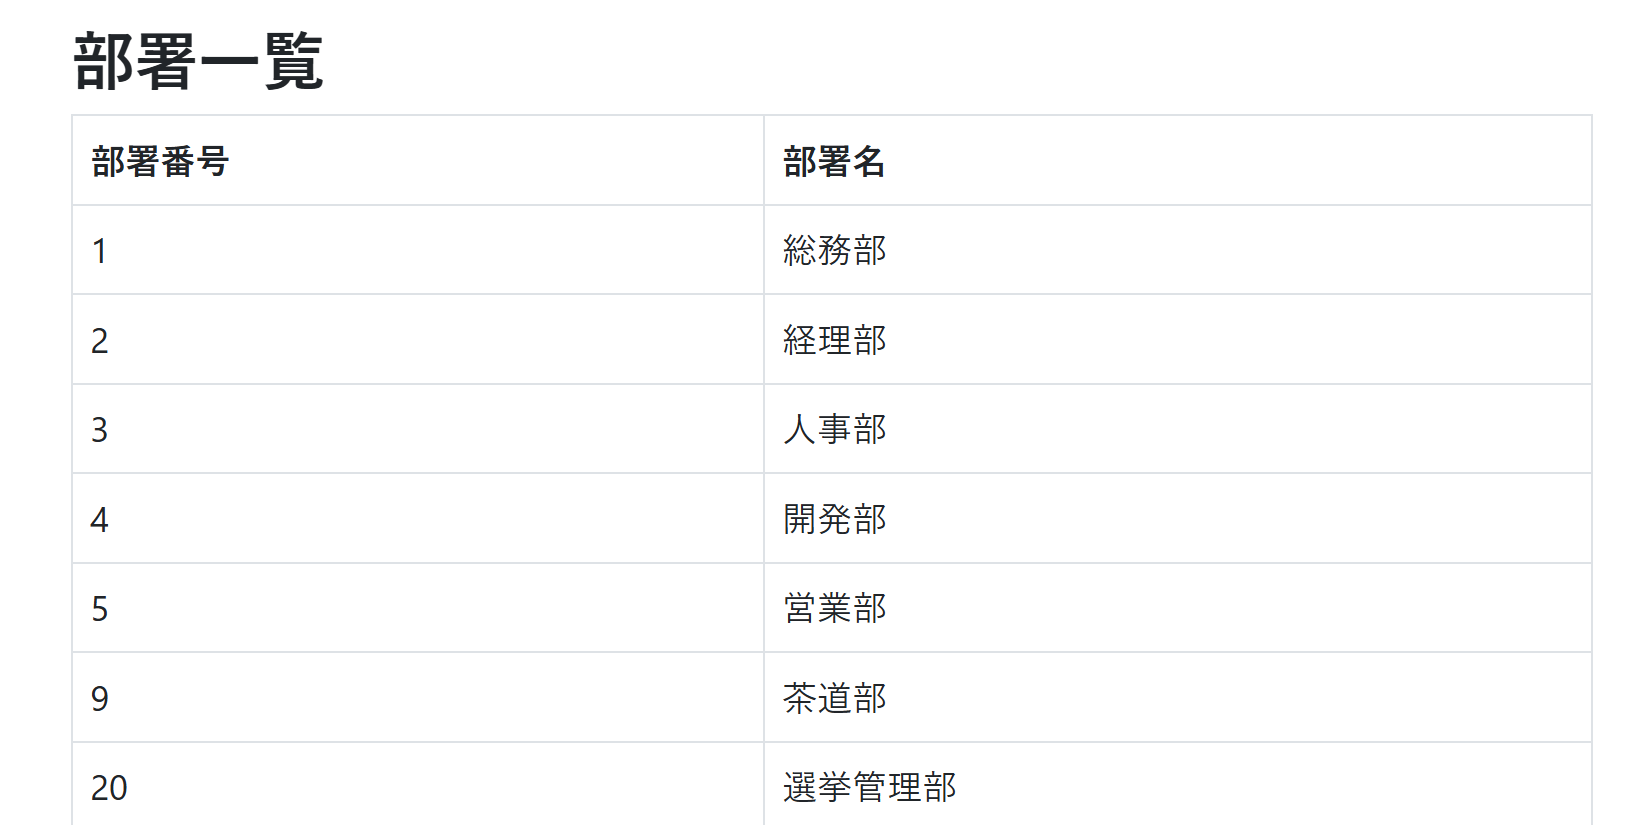 部署一覧
部署番号 部署名
1 総務部
2 経理部
3 人事部
4 開発部
5 営業部
9 茶道部
20 選挙管理部